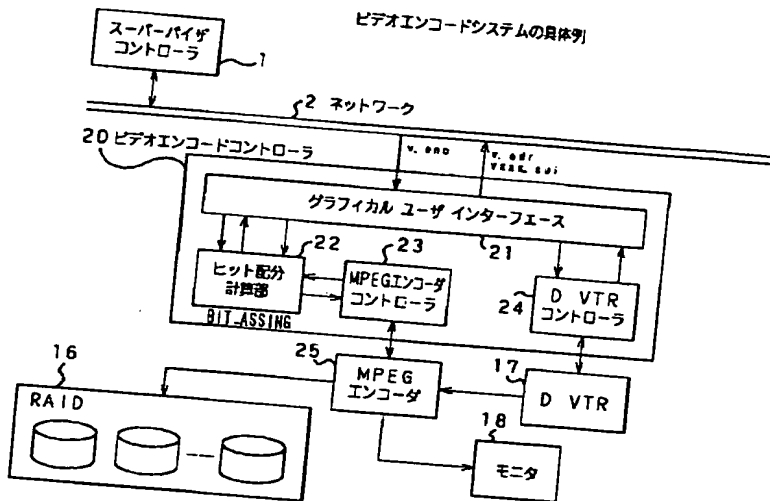 ビデオエンコードシステムの具体例
スーパーバイザ
コントローラ
1
2 ネットワーク
20 ビデオエンコードコントローラ
v. enc
v. adr
グラフィカル ユーザ インターフェース
21
22
23
ビット配分
計算部
MPEGエンコーダ
コントローラ
24
D VTR
コントローラ
BIT_ASSING
25
MPEG
エンコーダ
17
D VTR
16
RAID
18
モニタ